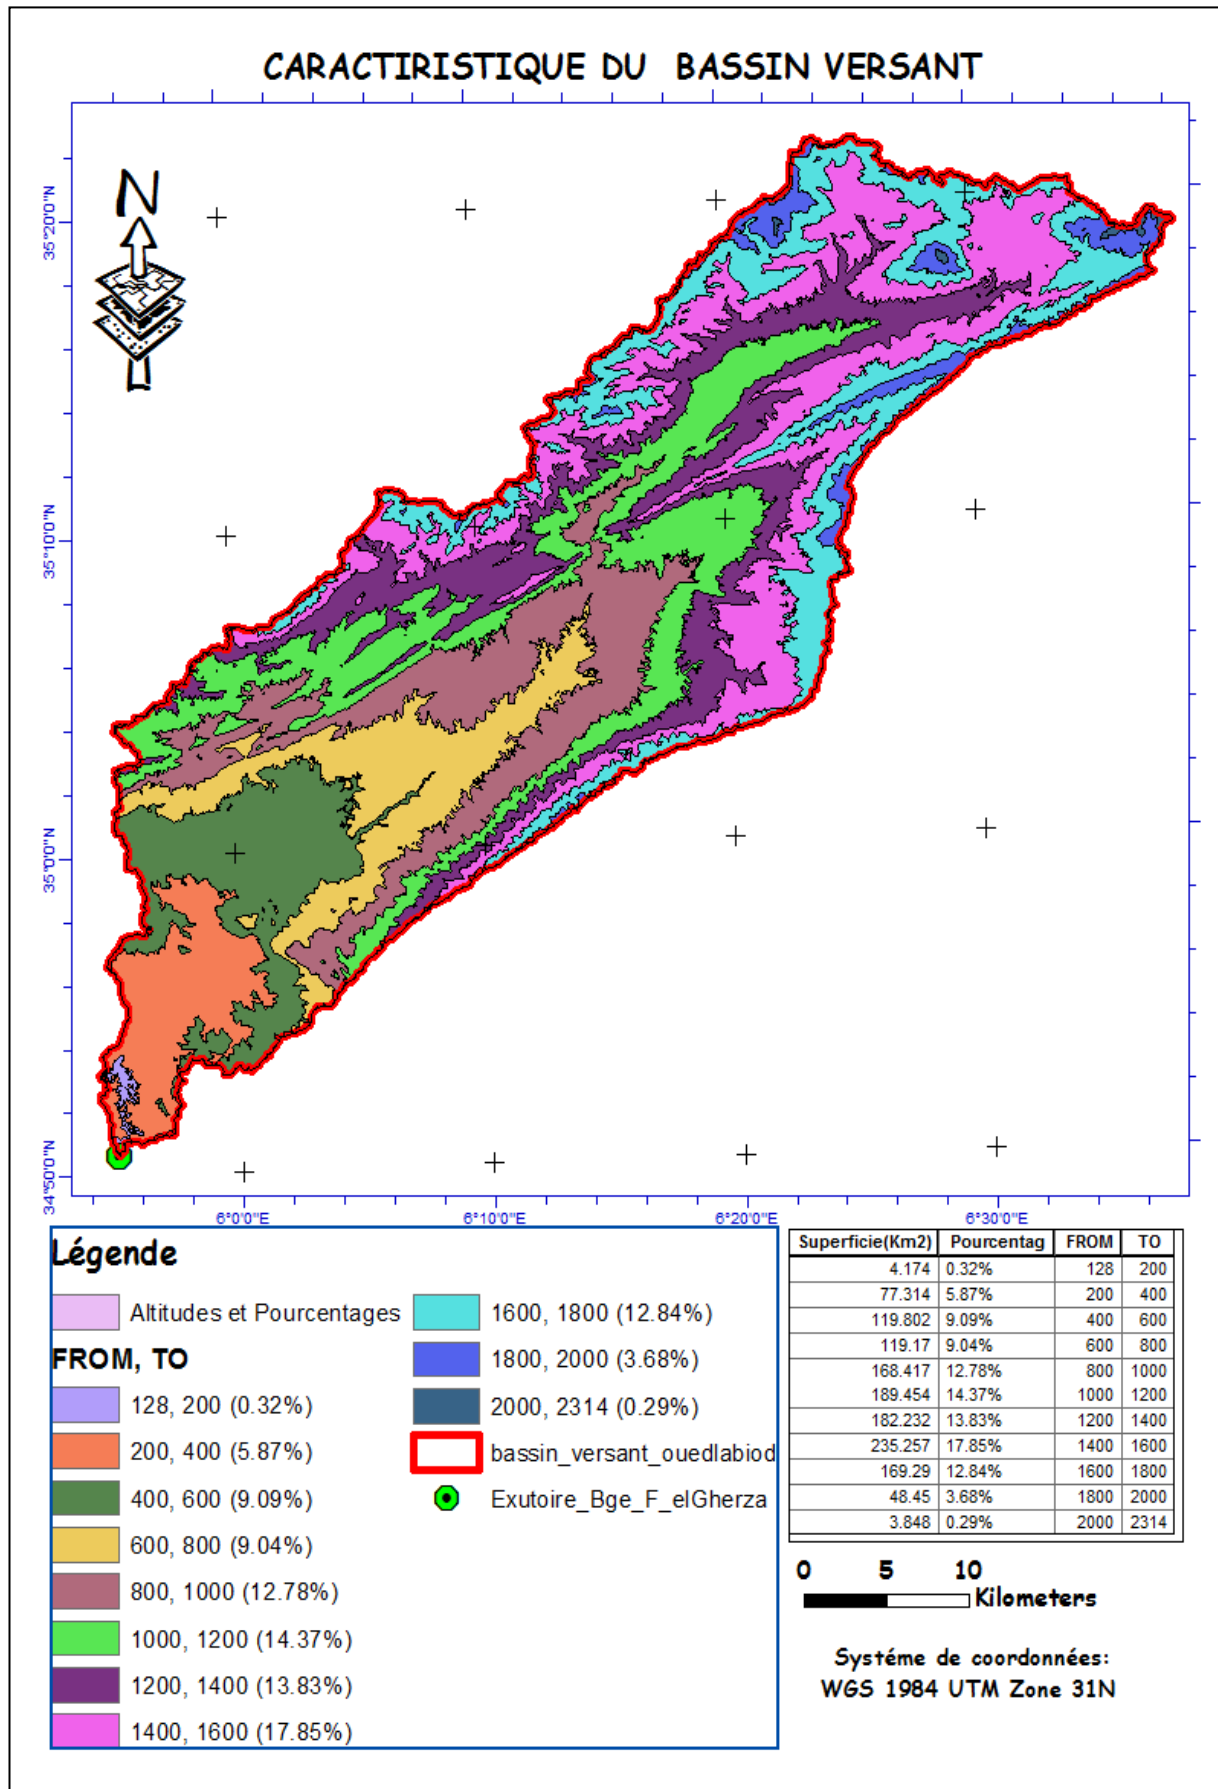 CARACTIRISTIQUE DU BASSIN VERSANT
N
35°20'0"N
35°10'0"N
35°0'0"N
34°50'0"N
6°0'0"E 6°10'0"E 6°20'0"E 6°30'0"E
Légende
Altitudes et Pourcentages
FROM, TO
128, 200 (0.32%)
200, 400 (5.87%)
400, 600 (9.09%)
600, 800 (9.04%)
800, 1000 (12.78%)
1000, 1200 (14.37%)
1200, 1400 (13.83%)
1400, 1600 (17.85%)
1600, 1800 (12.84%)
1800, 2000 (3.68%)
2000, 2314 (0.29%)
bassin_versant_ouedlabiod
Exutoire_Bge_F_elGherza
Superficie(Km2) Pourcentag FROM TO
4.174 0.32% 128 200
77.314 5.87% 200 400
119.802 9.09% 400 600
119.17 9.04% 600 800
168.417 12.78% 800 1000
189.454 14.37% 1000 1200
182.232 13.83% 1200 1400
235.257 17.85% 1400 1600
169.29 12.84% 1600 1800
48.45 3.68% 1800 2000
3.848 0.29% 2000 2314
0 5 10
Kilometers
Systéme de coordonnées:
WGS 1984 UTM Zone 31N